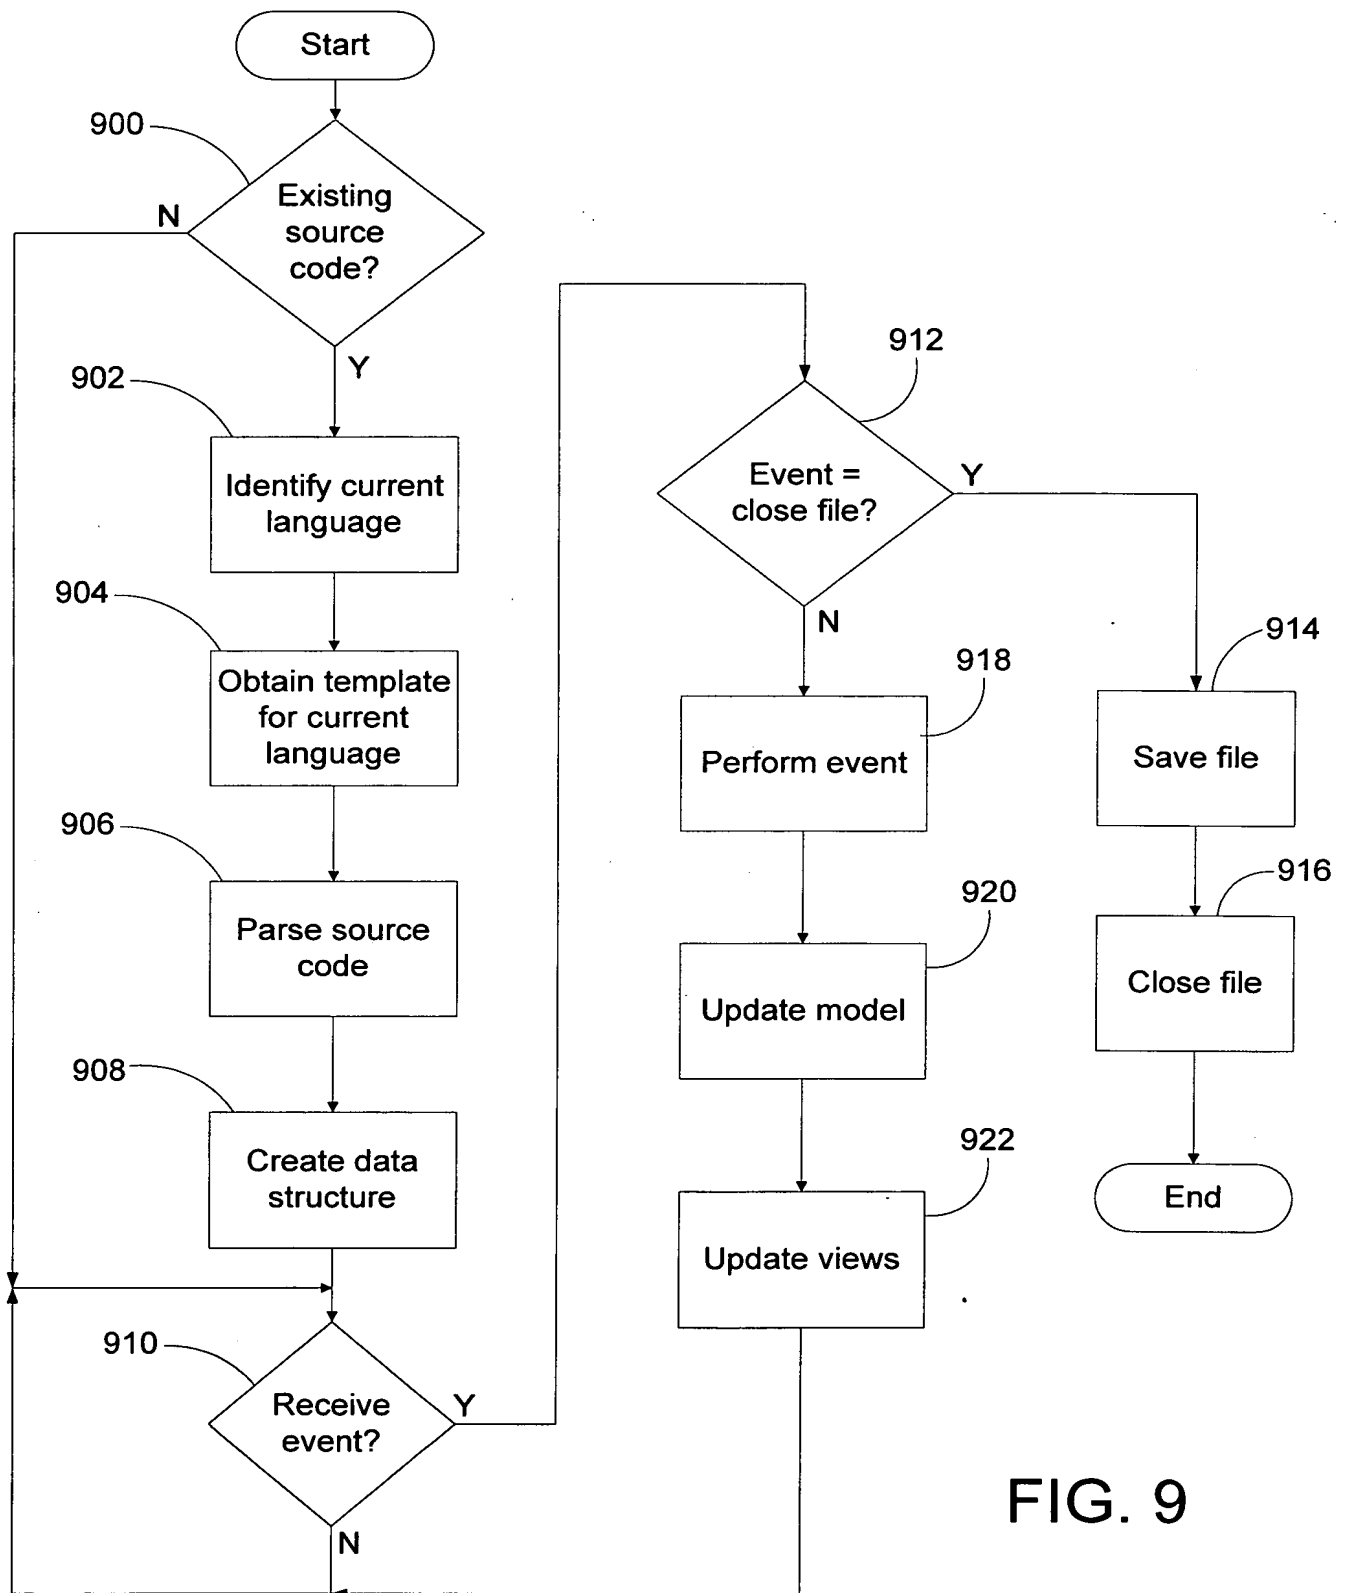 Start
900
Existing
source
code?
N
Y
902
Identify current
language
904
Obtain template
for current
language
906
Parse source
code
908
Create data
structure
910
Receive
event?
Y
N
912
Event =
close file?
Y
N
914
Save file
916
Close file
End
918
Perform event
920
Update model
922
Update views
FIG. 9